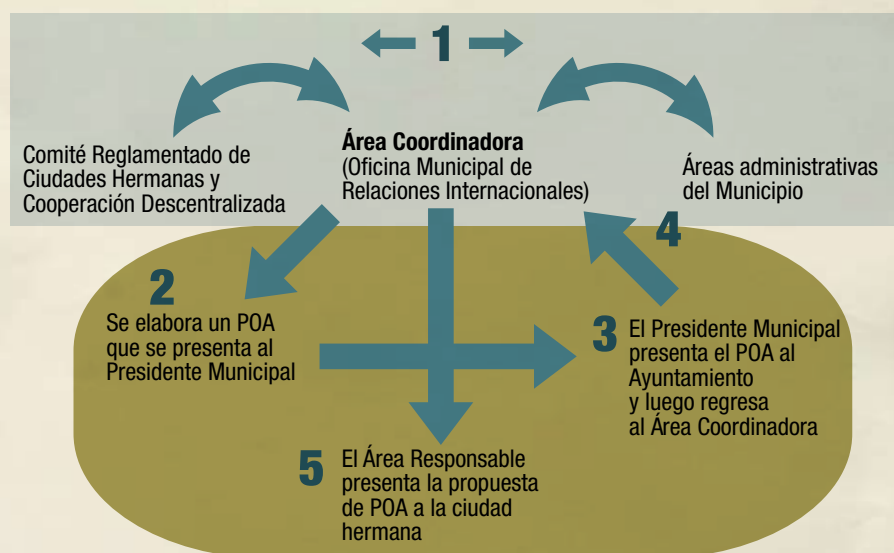 1
Comité Reglamentado de
Ciudades Hermanas y
Cooperación Descentralizada
Área Coordinadora
(Oficina Municipal de
Relaciones Internacionales)
Áreas administrativas
del Municipio
2
Se elabora un POA
que se presenta al
Presidente Municipal
3
El Presidente Municipal
presenta el POA al
Ayuntamiento
y luego regresa
al Área Coordinadora
4
5
El Área Responsable
presenta la propuesta
de POA a la ciudad
hermana